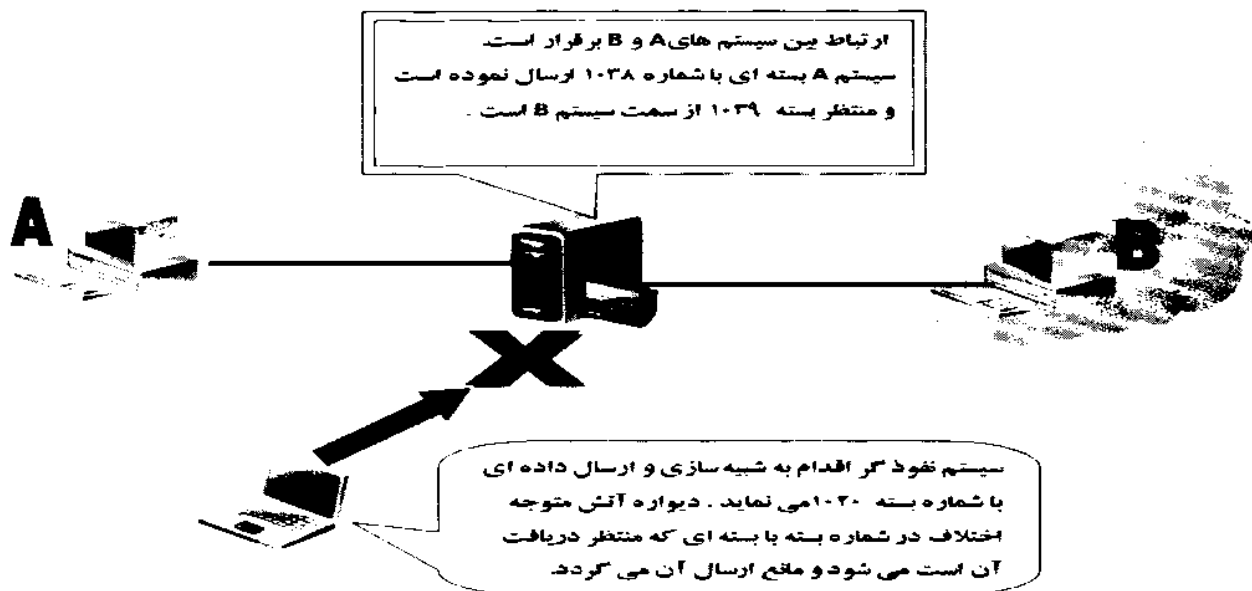 ارتباط بین سیستم های A و B برقرار است.
سیستم A بسته ای با شماره ۱۰۳۸ ارسال نموده است
و منتظر بسته ۱۰۳۹ از سمت سیستم B است .
A
B
X
سیستم نفوذ گر اقدام به شبیه سازی و ارسال داده ای
با شماره بسته ۱۰۲۰می نماید . دیواره آتش متوجه
اختلاف در شماره بسته با بسته ای که منتظر دریافت
آن است می شود و مانع ارسال آن می گردد.